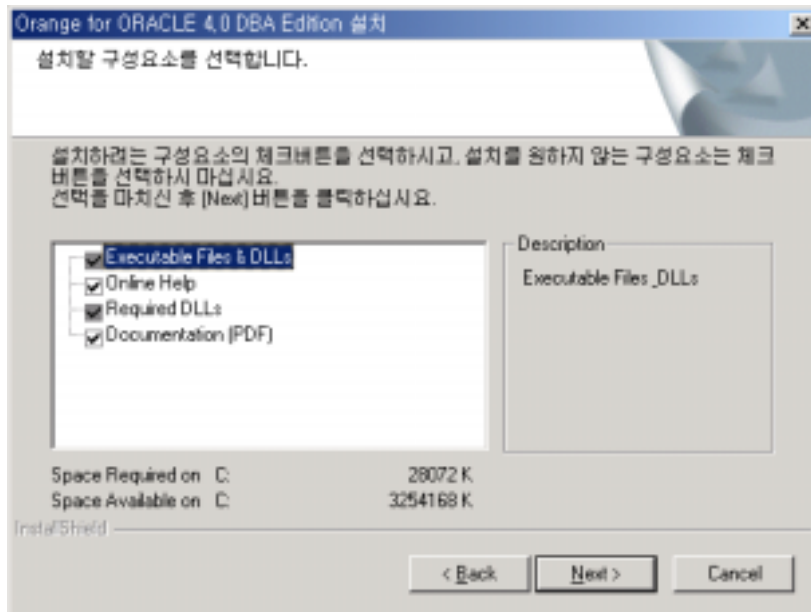 Orange for ORACLE 4.0 DBA Edition 설치
설치할 구성요소를 선택합니다.
설치하려는 구성요소의 체크버튼을 선택하시고, 설치를 원하지 않는 구성요소는 체크
버튼을 선택하시 마십시요.
선택을 마치신 후 [Next] 버튼을 클릭하십시요.
Executable Files & DLLs
Online Help
Required DLLs
Documentation (PDF)
Description
Executable Files _DLLs
Space Required on C: 28072 K
Space Available on C: 3254168 K
InstallShield
< Back
Next >
Cancel